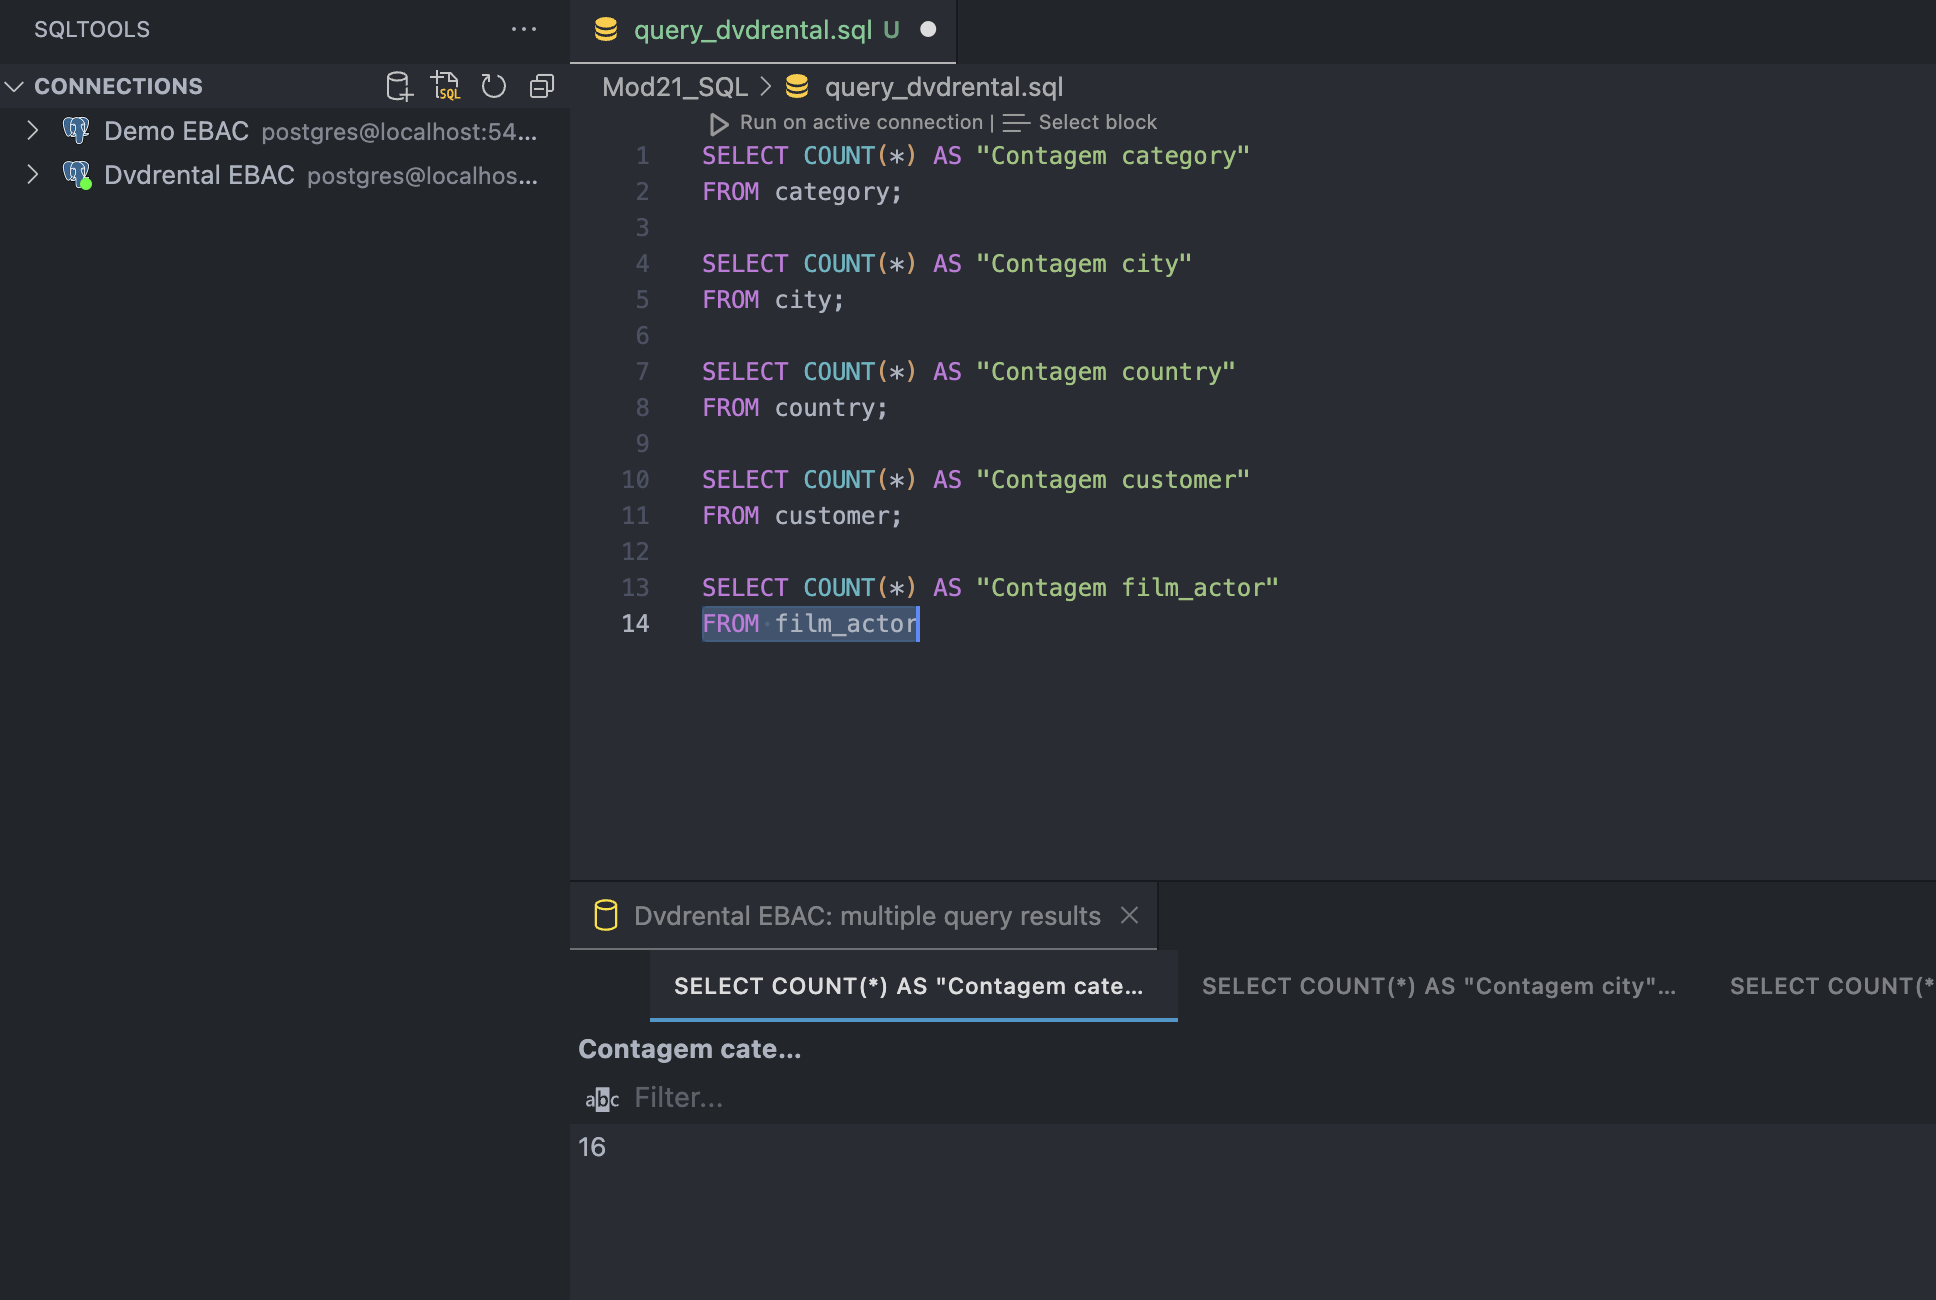 SQLTOOLS
CONNECTIONS
SQL
Demo EBAC postgres@localhost:54...
Dvdrental EBAC postgres@localhos...
query_dvdrental.sql U
Mod21_SQL > query_dvdrental.sql
Run on active connection | Select block
1 SELECT COUNT(*) AS "Contagem category"
2 FROM category;
3
4 SELECT COUNT(*) AS "Contagem city"
5 FROM city;
6
7 SELECT COUNT(*) AS "Contagem country"
8 FROM country;
9
10 SELECT COUNT(*) AS "Contagem customer"
11 FROM customer;
12
13 SELECT COUNT(*) AS "Contagem film_actor"
14 FROM film_actor
Dvdrental EBAC: multiple query results
SELECT COUNT(*) AS "Contagem cate... SELECT COUNT(*) AS "Contagem city"... SELECT COUNT(*
Contagem cate...
abc Filter...
16